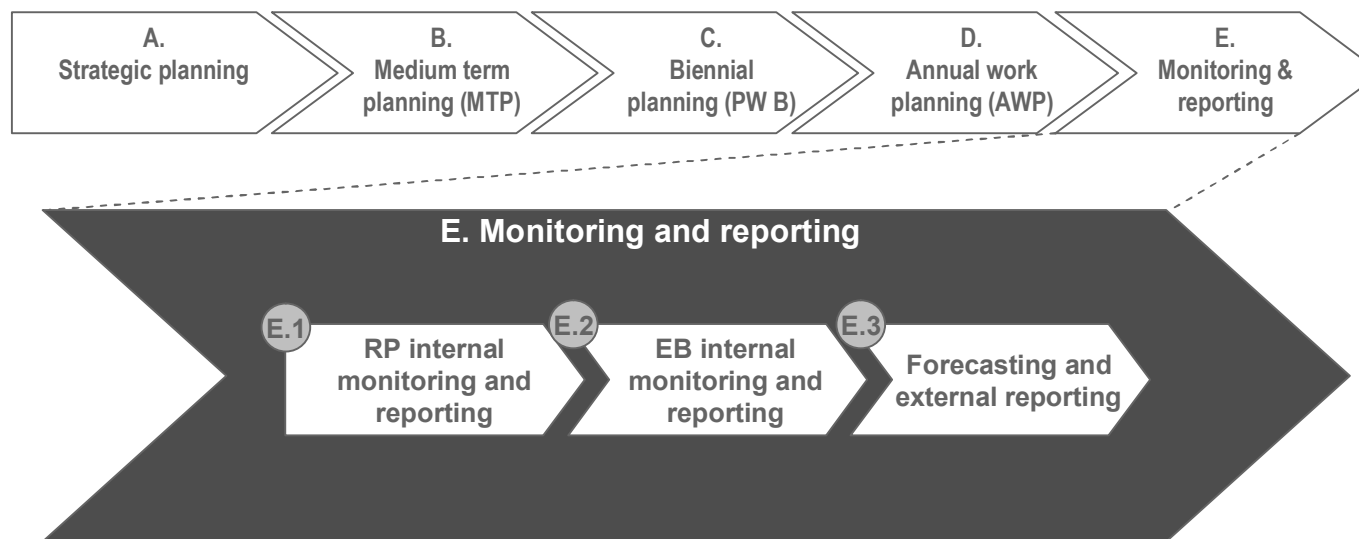 A.
Strategic planning
B.
Medium term
planning (MTP)
C.
Biennial
planning (PW B)
D.
Annual work
planning (AWP)
E.
Monitoring &
reporting
E. Monitoring and reporting
E.1
RP internal
monitoring and
reporting
E.2
EB internal
monitoring and
reporting
E.3
Forecasting and
external reporting